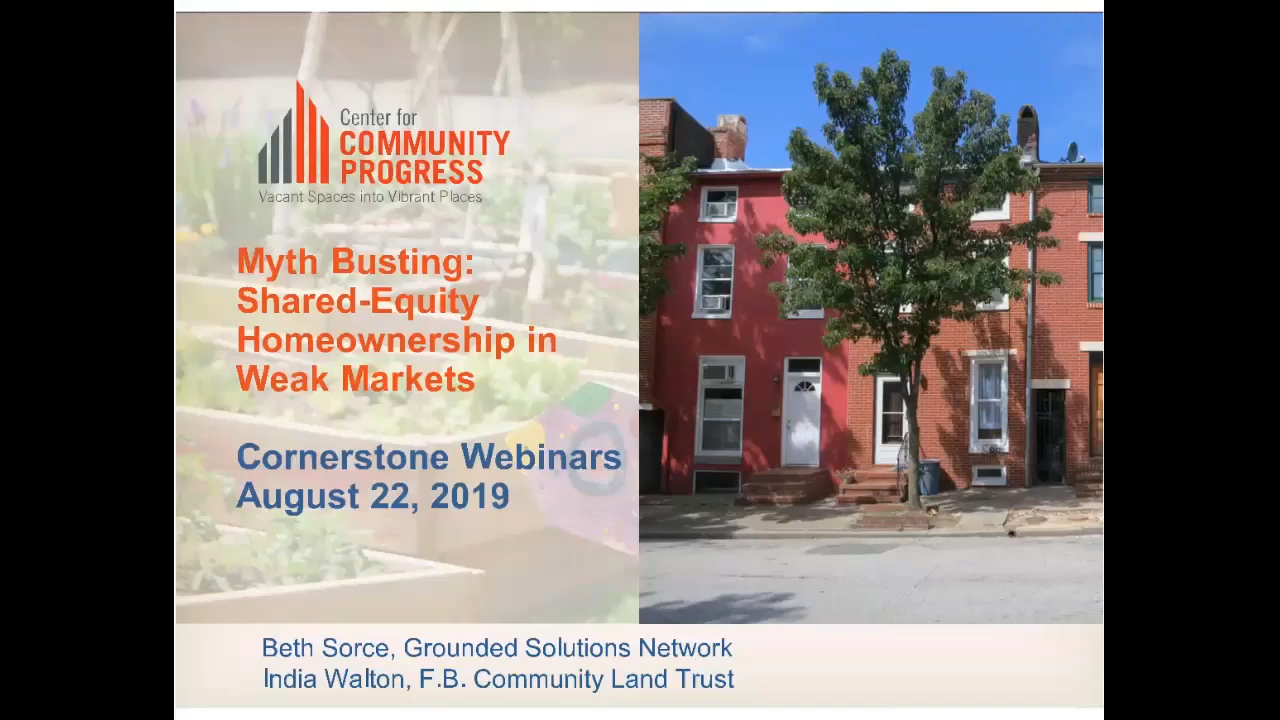 Center for
COMMUNITY
PROGRESS
Vacant Spaces into Vibrant Places
Myth Busting:
Shared-Equity
Homeownership in
Weak Markets
Cornerstone Webinars
August 22, 2019
Beth Sorce, Grounded Solutions Network
India Walton, F.B. Community Land Trust